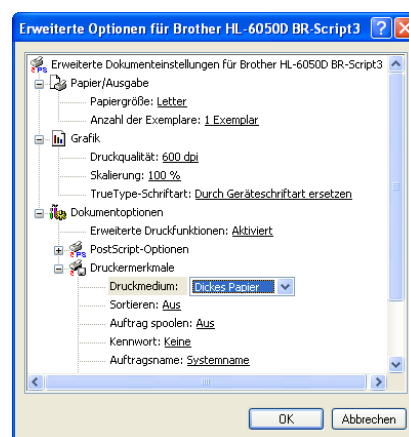 Erweiterte Optionen für Brother HL-6050D BR-Script3
Erweiterte Dokumenteinstellungen für Brother HL-6050D BR-Script3
Papier/Ausgabe
Papiergröße: Letter
Anzahl der Exemplare: 1 Exemplar
Grafik
Druckqualität: 600 dpi
Skalierung: 100 %
TrueType-Schriftart: Durch Geräteschriftart ersetzen
Dokumentoptionen
Erweiterte Druckfunktionen: Aktiviert
PostScript-Optionen
Druckermerkmale
Druckmedium: Dickes Papier
Sortieren: Aus
Auftrag spoolen: Aus
Kennwort: Keine
Auftragsname: Systemname
OK Abbrechen